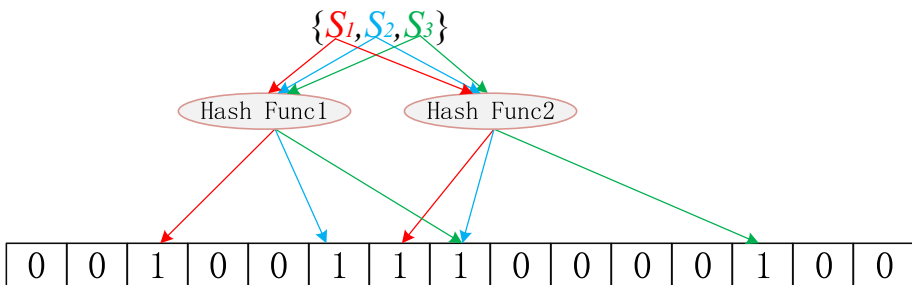 {S1,S2,S3}
Hash Func1 Hash Func2
0 0 1 0 0 1 1 1 0 0 0 0 1 0 0